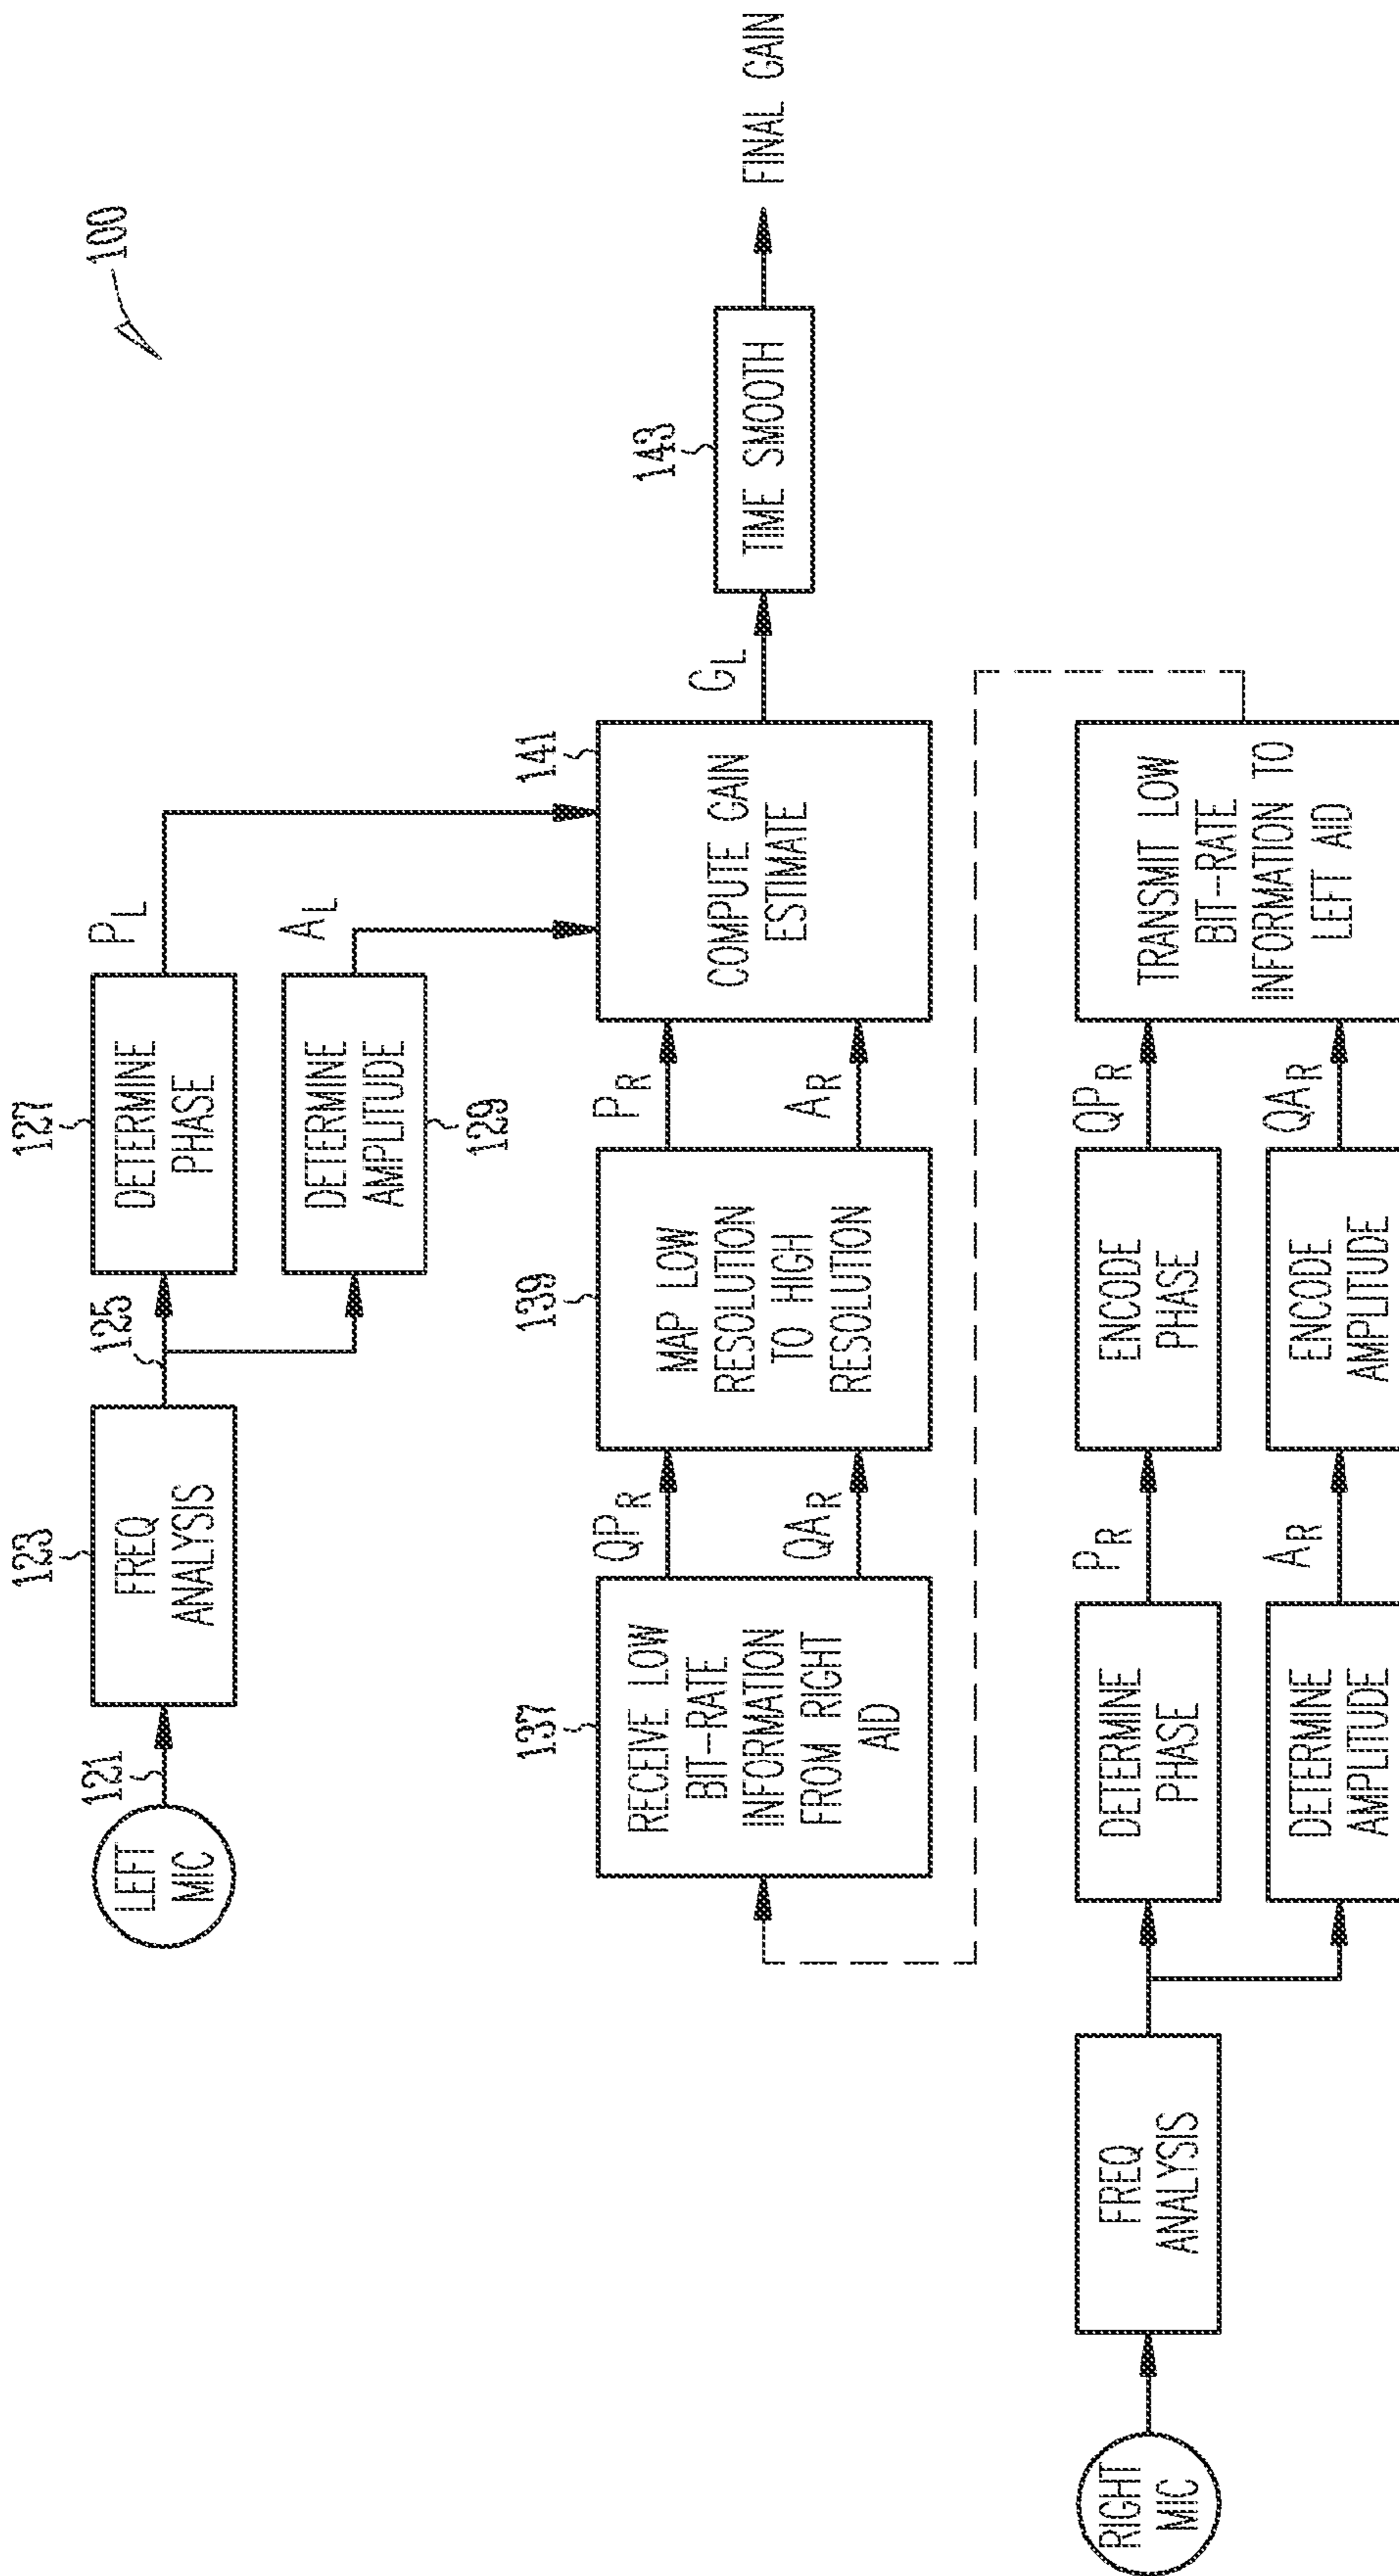 100
LEFT
MIC
121
123
FREQ
ANALYSIS
125
127
DETERMINE
PHASE
P_L
DETERMINE
AMPLITUDE
129
A_L
137
RECEIVE LOW
BIT-RATE
INFORMATION
FROM RIGHT
AID
QP_R
QA_R
139
MAP LOW
RESOLUTION
TO HIGH
RESOLUTION
P_R
A_R
141
COMPUTE GAIN
ESTIMATE
G_L
143
TIME SMOOTH
FINAL GAIN
RIGHT
MIC
FREQ
ANALYSIS
DETERMINE
PHASE
P_R
ENCODE
PHASE
QP_R
DETERMINE
AMPLITUDE
A_R
ENCODE
AMPLITUDE
QA_R
TRANSMIT LOW
BIT-RATE
INFORMATION TO
LEFT AID